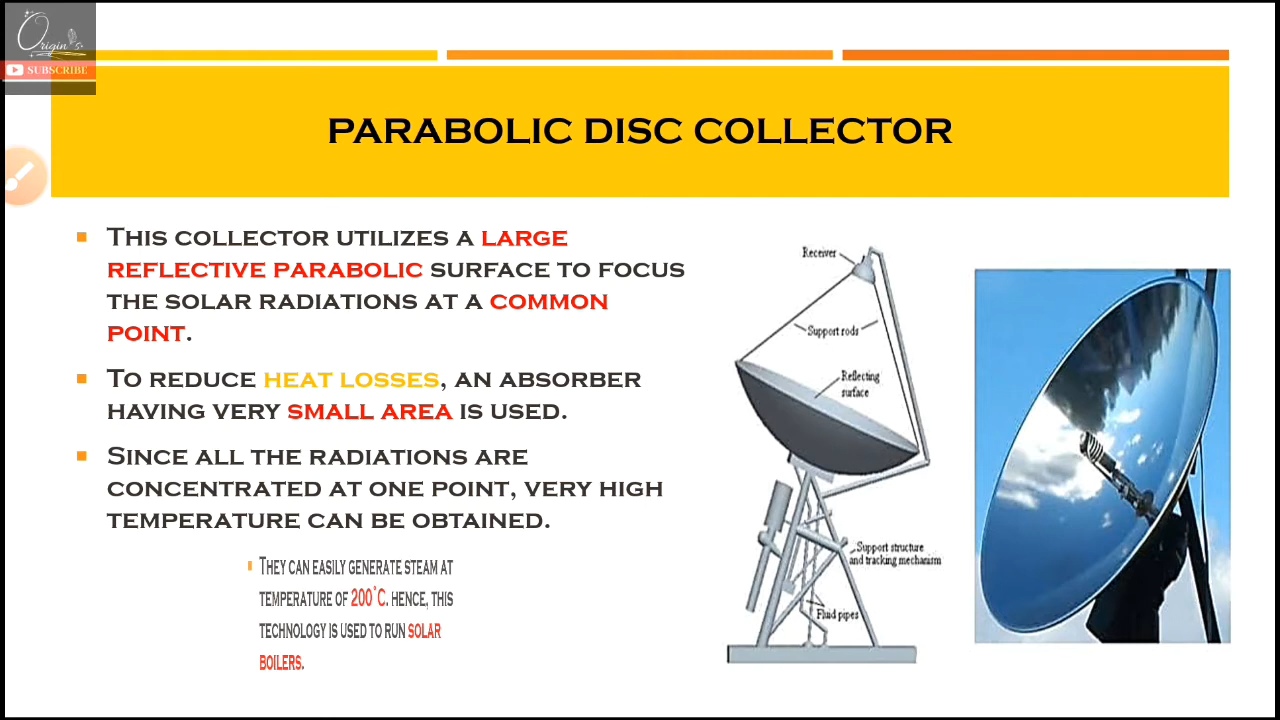 Origin's
SUBSCRIBE
PARABOLIC DISC COLLECTOR
THIS COLLECTOR UTILIZES A LARGE
REFLECTIVE PARABOLIC SURFACE TO FOCUS
THE SOLAR RADIATIONS AT A COMMON
POINT.
TO REDUCE HEAT LOSSES, AN ABSORBER
HAVING VERY SMALL AREA IS USED.
SINCE ALL THE RADIATIONS ARE
CONCENTRATED AT ONE POINT, VERY HIGH
TEMPERATURE CAN BE OBTAINED.
THEY CAN EASILY GENERATE STEAM AT
TEMPERATURE OF 200°C. HENCE, THIS
TECHNOLOGY IS USED TO RUN SOLAR
BOILERS.
Receiver
Support rods
Reflecting
surface
Support structure
and tracking mechanism
Fluid pipes